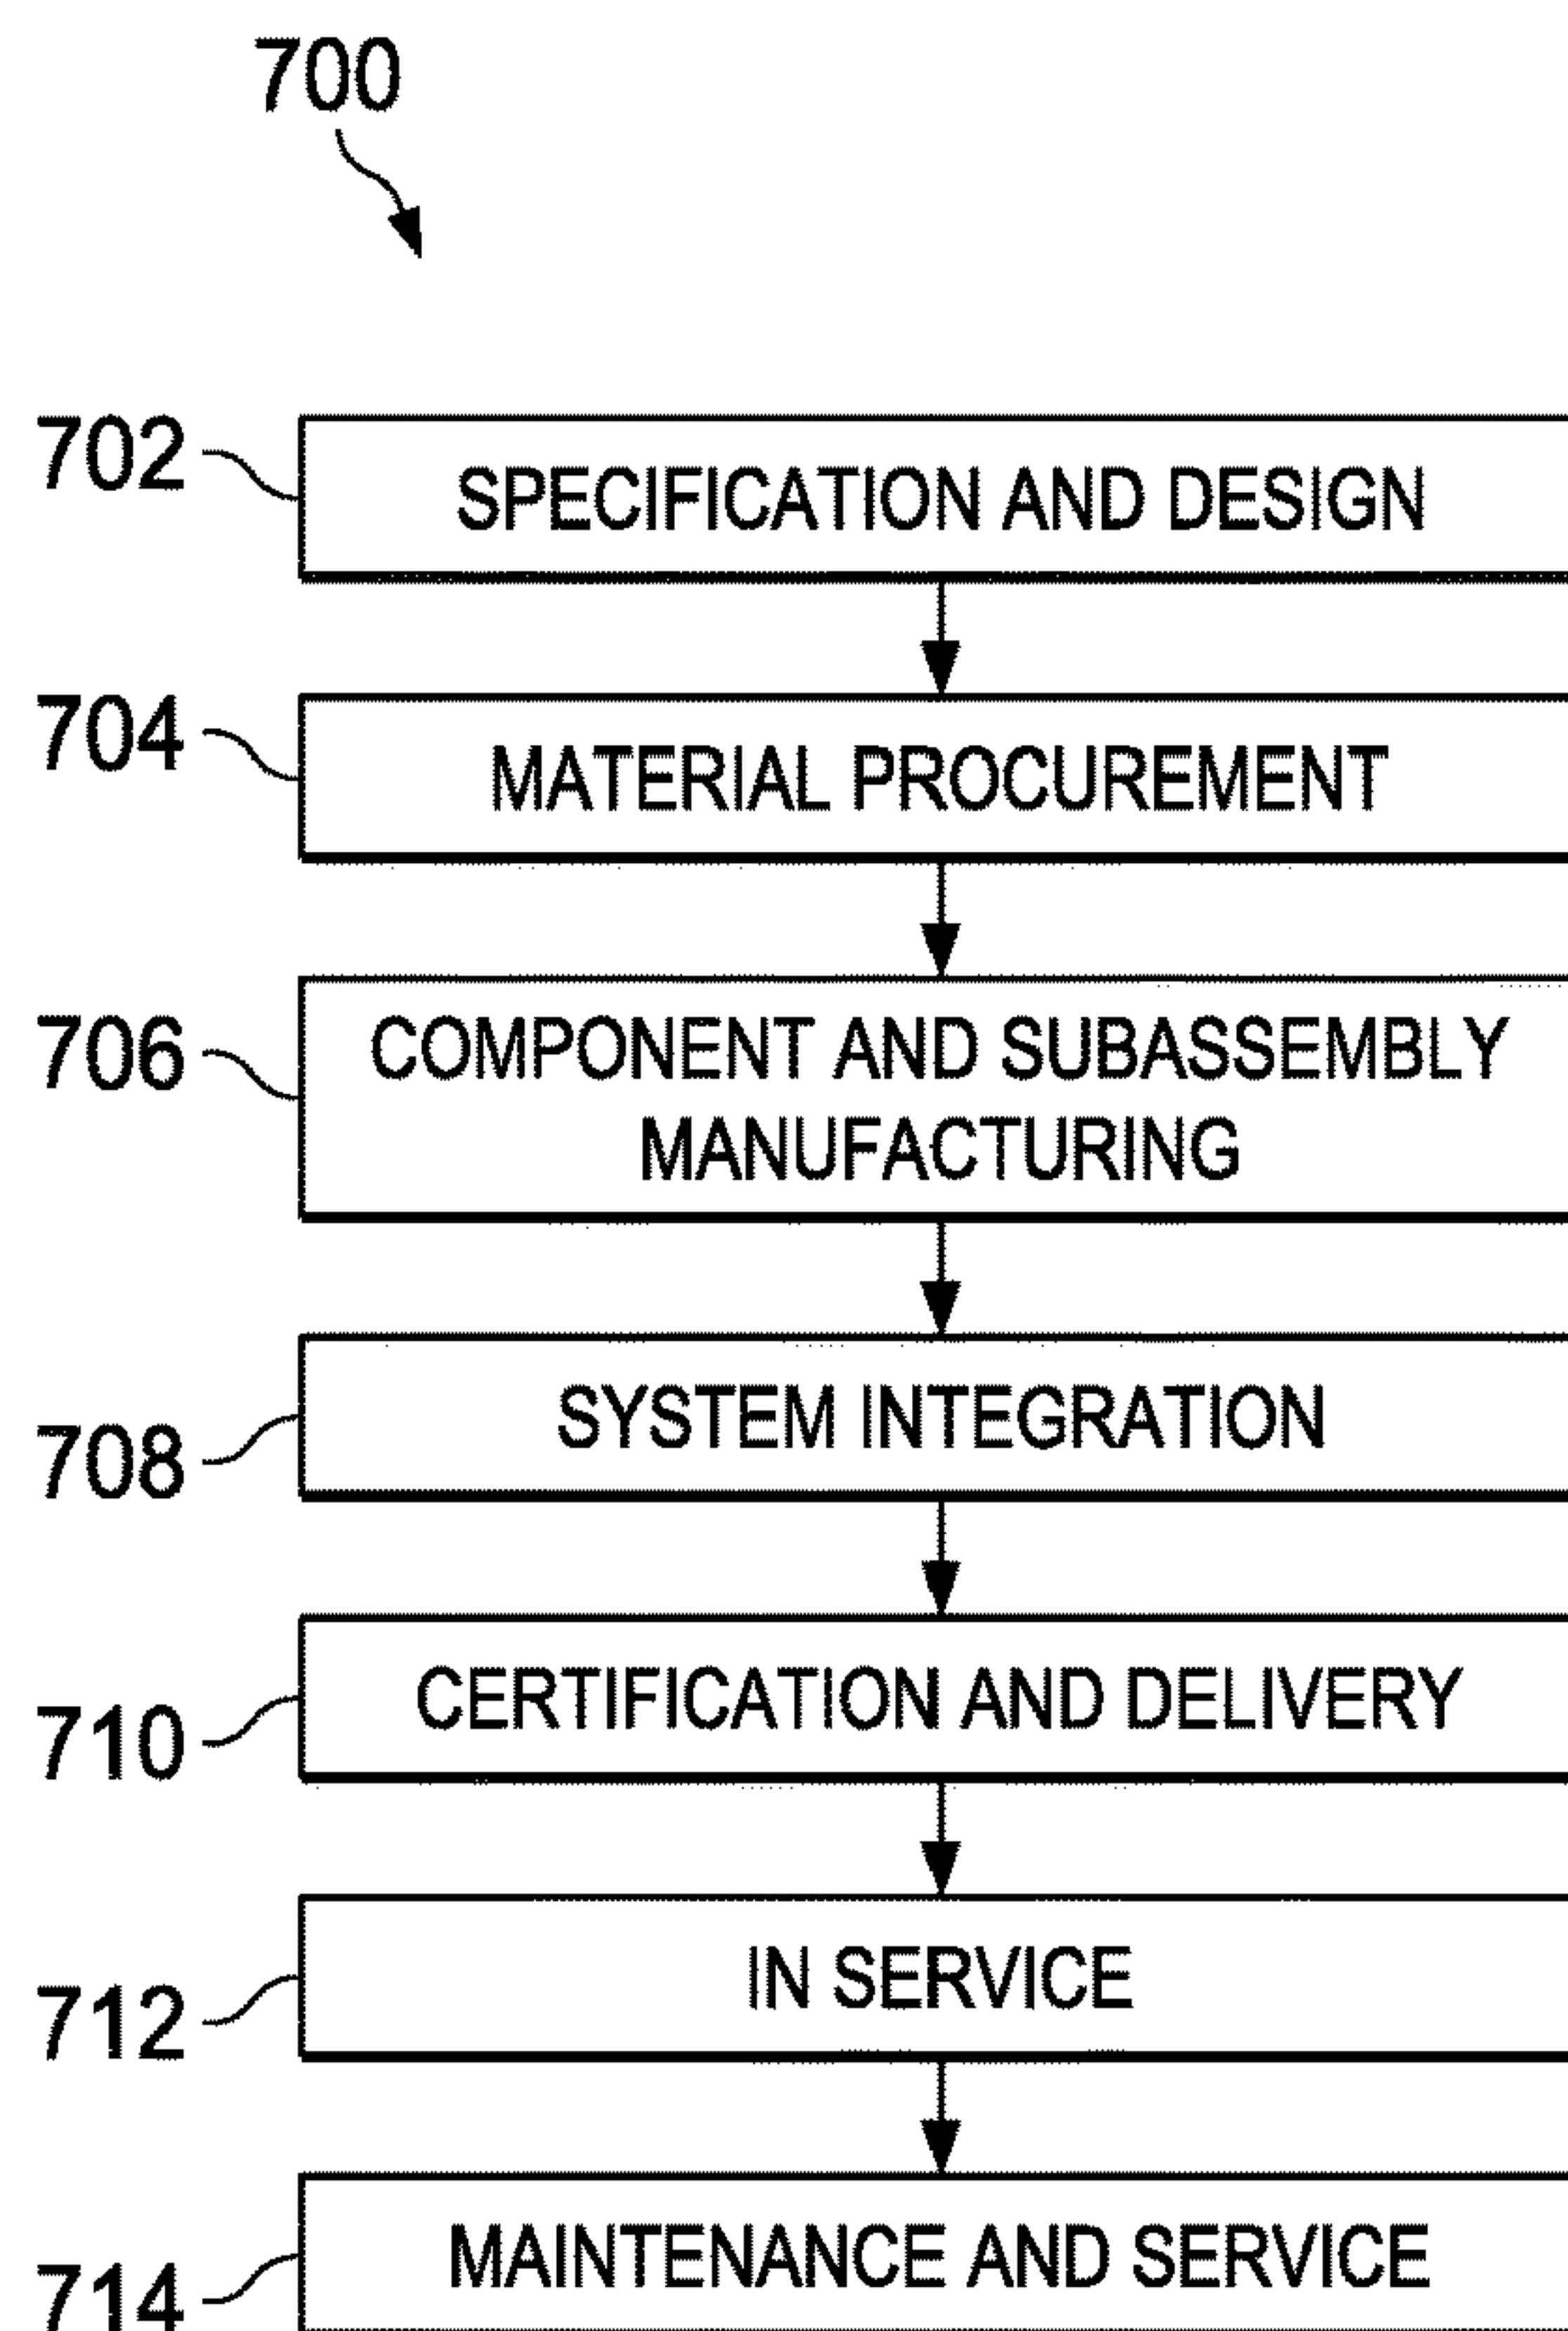 700
702
SPECIFICATION AND DESIGN
704
MATERIAL PROCUREMENT
706
COMPONENT AND SUBASSEMBLY
MANUFACTURING
708
SYSTEM INTEGRATION
710
CERTIFICATION AND DELIVERY
712
IN SERVICE
714
MAINTENANCE AND SERVICE